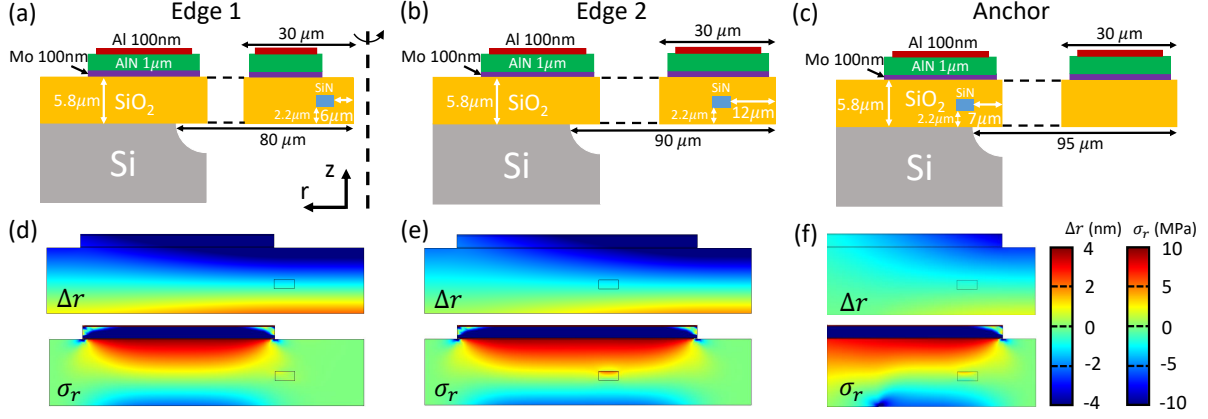 (a) Edge 1
Al 100nm
30 μm
Mo 100nm
AlN 1μm
5.8μm
SiO2
SiN
2.2μm
6μm
80 μm
Si
z
r
(b) Edge 2
Al 100nm
30 μm
Mo 100nm
AlN 1μm
5.8μm
SiO2
SiN
2.2μm
12μm
90 μm
Si
(c) Anchor
Al 100nm
30 μm
Mo 100nm
AlN 1μm
5.8μm
SiO2
SiN
2.2μm
7μm
95 μm
Si
(d)
Δr
σr
(e)
Δr
σr
(f)
Δr
σr
Δr (nm)
4
2
0
-2
-4
σr (MPa)
10
5
0
-5
-10